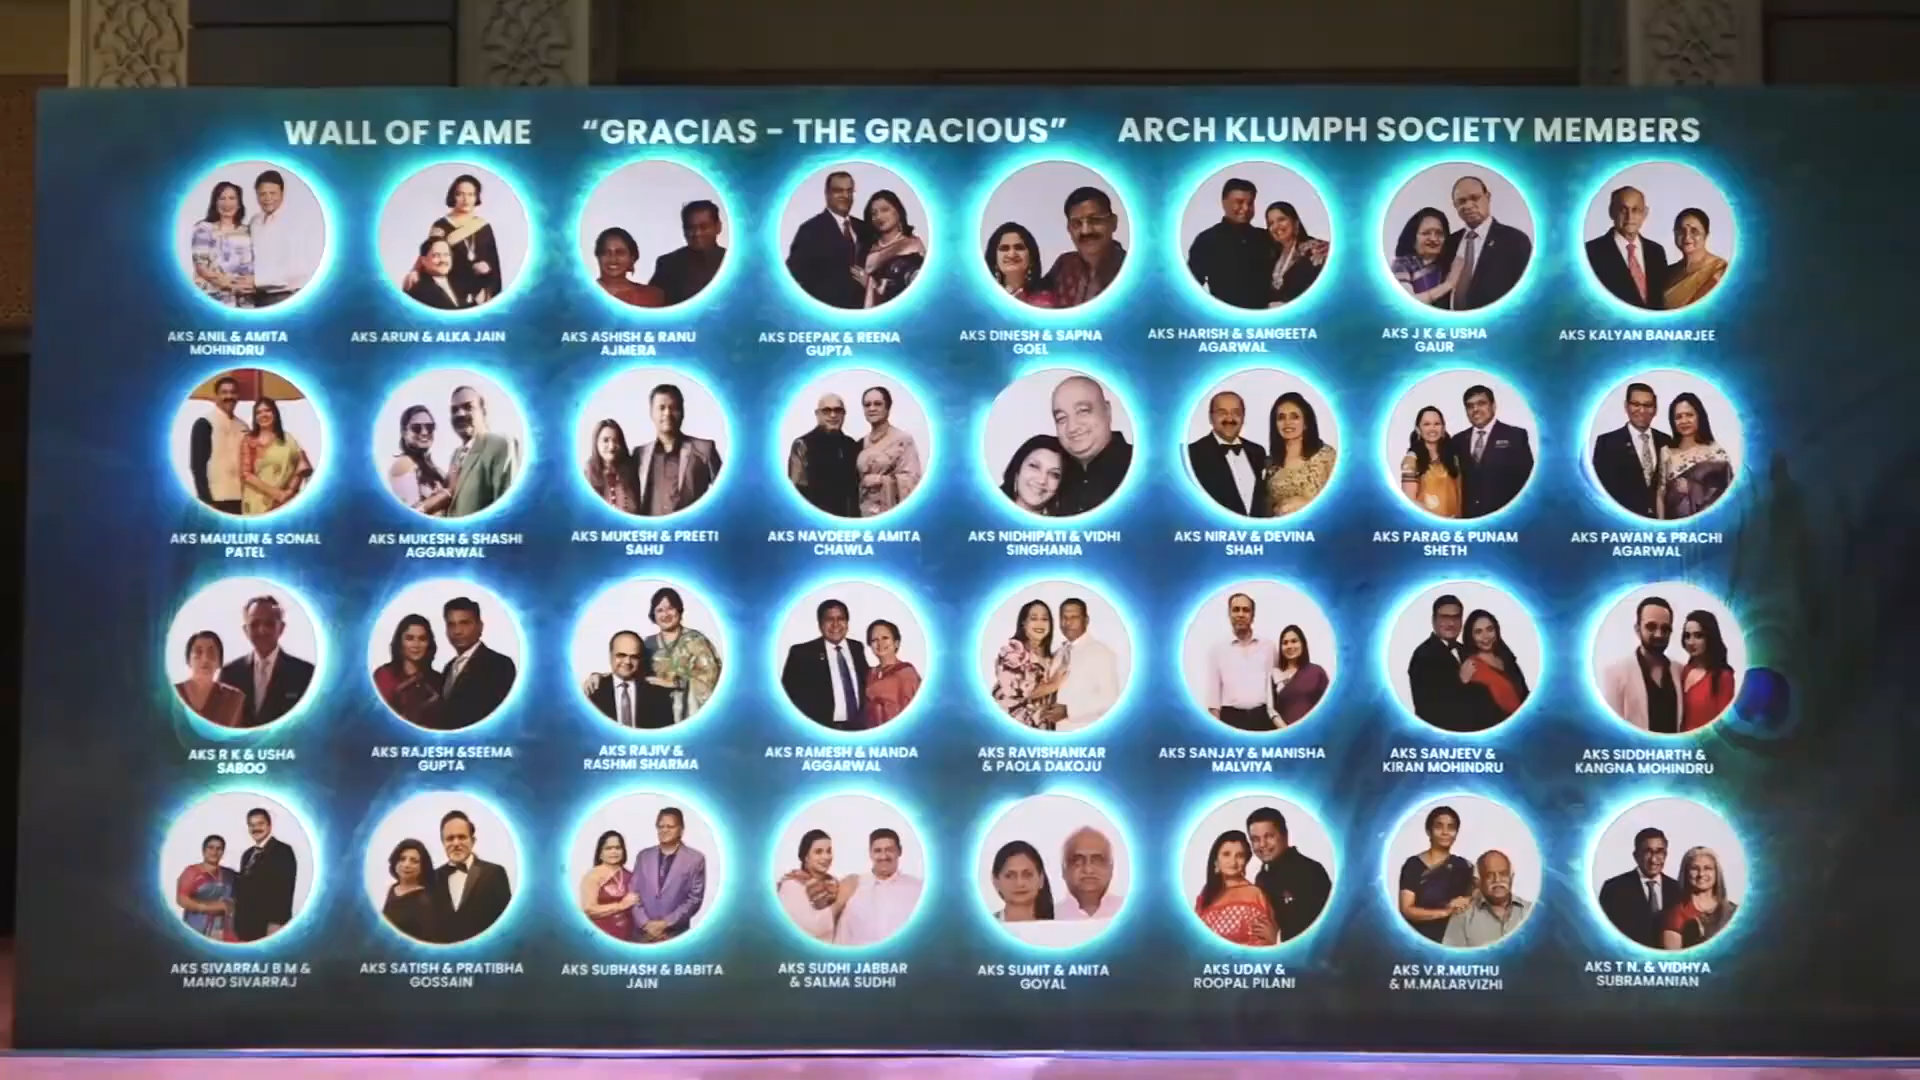 WALL OF FAME “GRACIAS - THE GRACIOUS” ARCH KLUMPH SOCIETY MEMBERS
AKS ANIL & AMITA
MOHINDRU
AKS ARUN & ALKA JAIN
AKS ASHISH & RANU
AJMERA
AKS DEEPAK & REENA
GUPTA
AKS DINESH & SAPNA
GOEL
AKS HARISH & SANGEETA
AGARWAL
AKS J K & USHA
GAUR
AKS KALYAN BANARJEE
AKS MAULLIN & SONAL
PATEL
AKS MUKESH & SHASHI
AGGARWAL
AKS MUKESH & PREETI
SAHU
AKS NAVDEEP & AMITA
CHAWLA
AKS NIDHIPATI & VIDHI
SINGHANIA
AKS NIRAV & DEVINA
SHAH
AKS PARAG & PUNAM
SHETH
AKS PAWAN & PRACHI
AGARWAL
AKS R K & USHA
SABOO
AKS RAJESH &SEEMA
GUPTA
AKS RAJIV &
RASHMI SHARMA
AKS RAMESH & NANDA
AGGARWAL
AKS RAVISHANKAR
& PAOLA DAKOJU
AKS SANJAY & MANISHA
MALVIYA
AKS SANJEEV &
KIRAN MOHINDRU
AKS SIDDHARTH &
KANGNA MOHINDRU
AKS SIVARRAJ B M &
MANO SIVARRAJ
AKS SATISH & PRATIBHA
GOSSAIN
AKS SUBHASH & BABITA
JAIN
AKS SUDHI JABBAR
& SALMA SUDHI
AKS SUMIT & ANITA
GOYAL
AKS UDAY &
ROOPAL PILANI
AKS V.R.MUTHU
& M.MALARVIZHI
AKS T N. & VIDHYA
SUBRAMANIAN